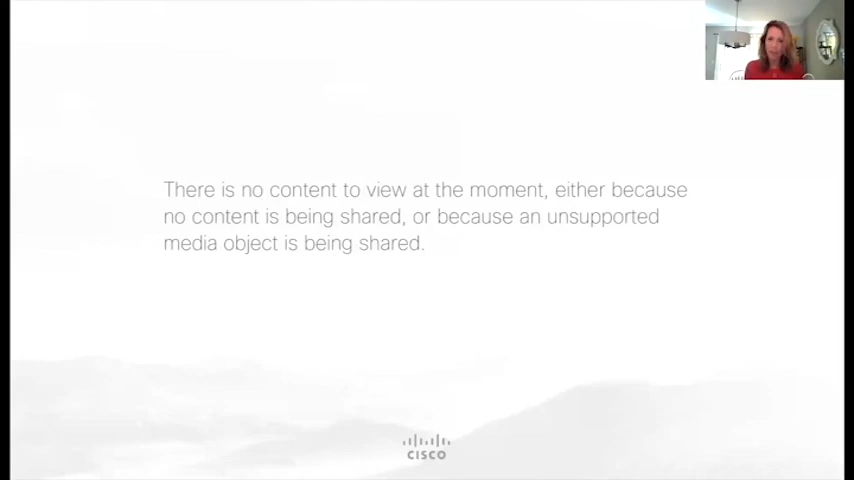 There is no content to view at the moment, either because
no content is being shared, or because an unsupported
media object is being shared.
CISCO